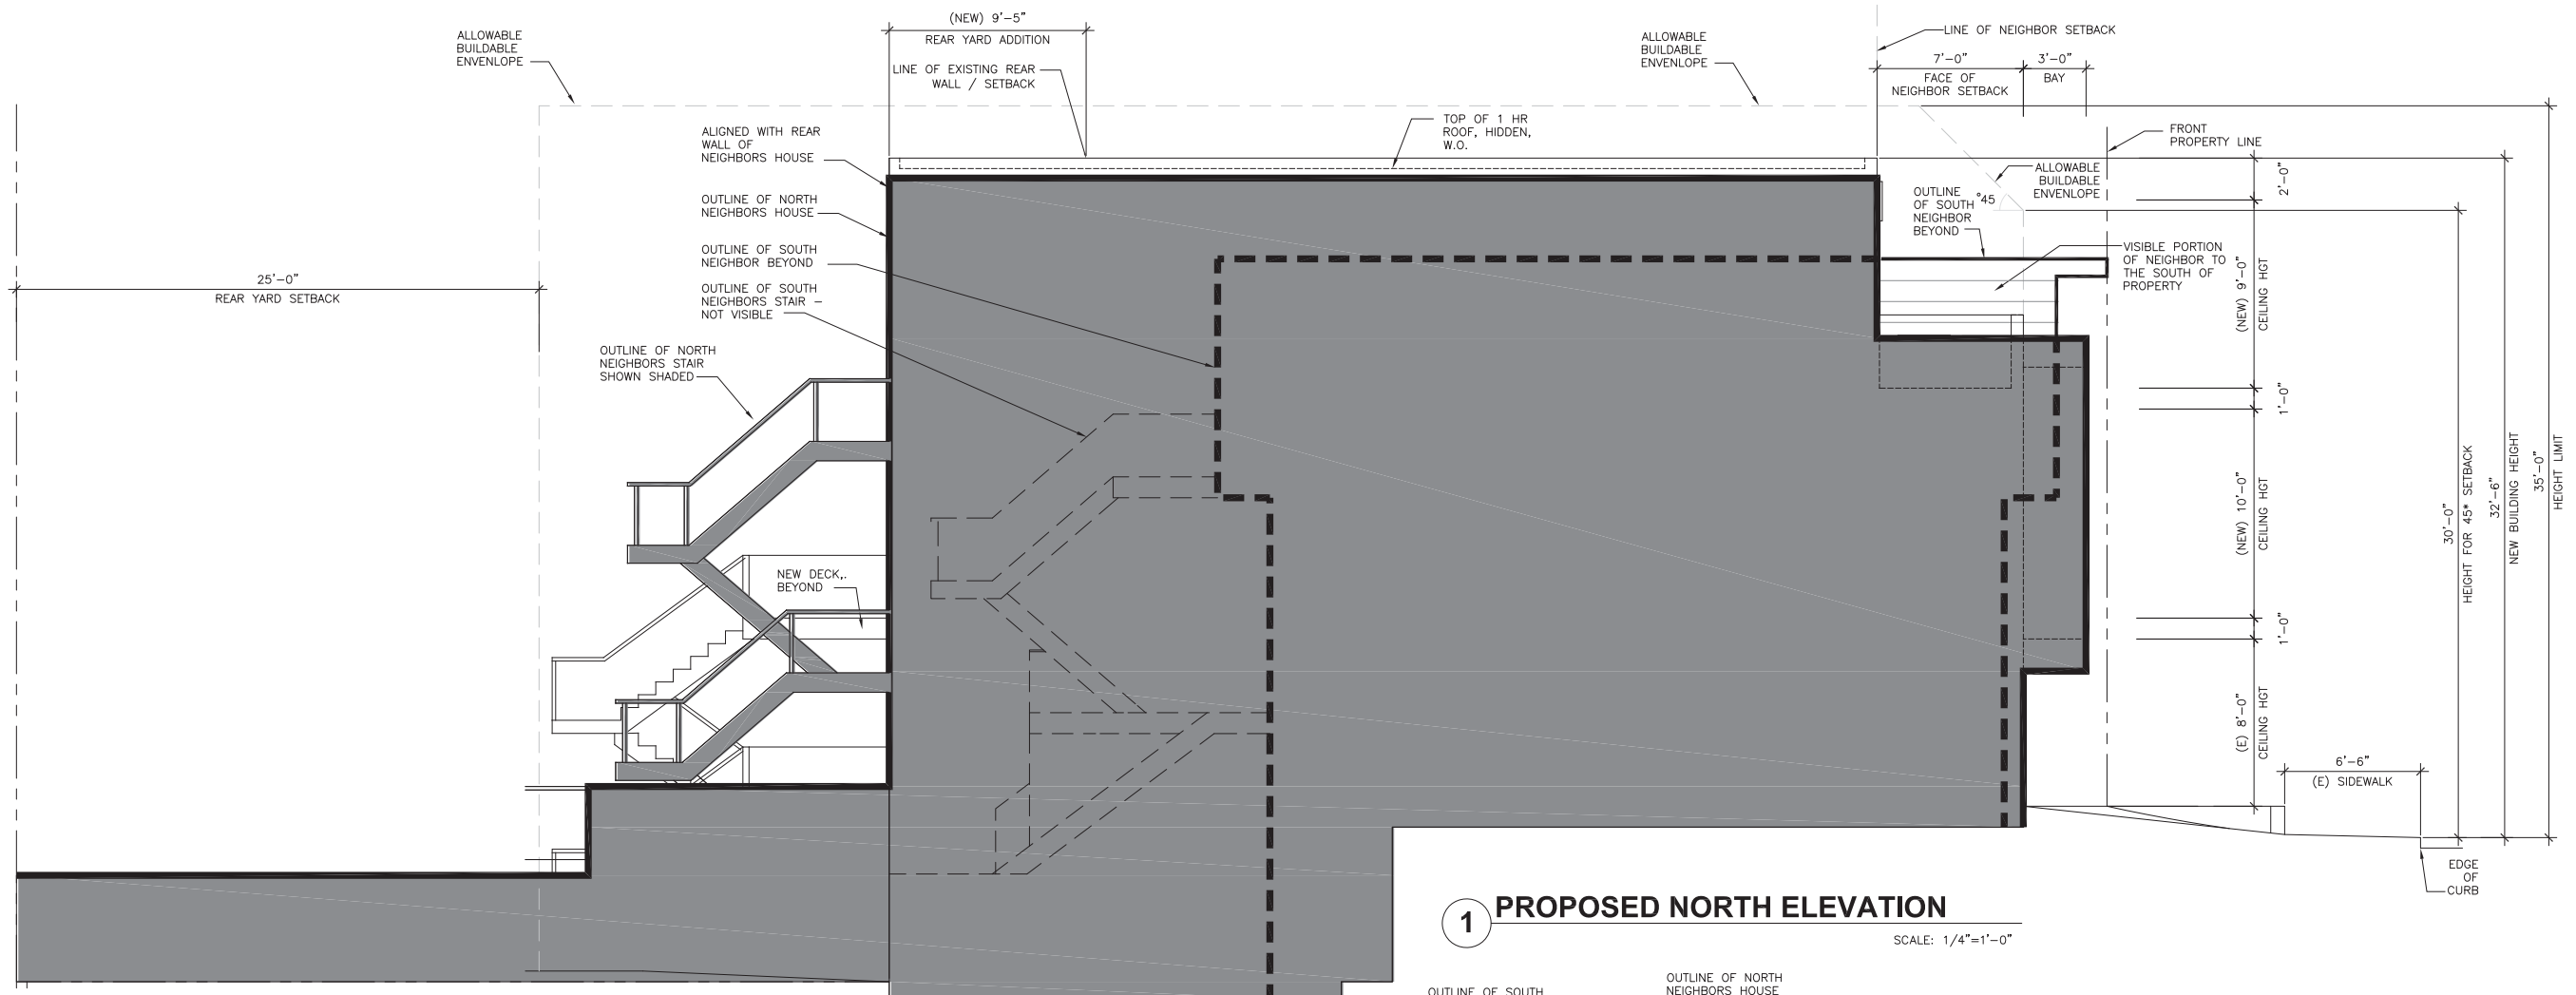 (NEW) 9'-5"
REAR YARD ADDITION
ALLOWABLE
BUILDABLE
ENVENLOPE
LINE OF EXISTING REAR
WALL / SETBACK
ALLOWABLE
BUILDABLE
ENVENLOPE
LINE OF NEIGHBOR SETBACK
7'-0"
FACE OF
NEIGHBOR SETBACK
3'-0"
BAY
TOP OF 1 HR
ROOF, HIDDEN,
W.O.
FRONT
PROPERTY LINE
ALLOWABLE
BUILDABLE
ENVENLOPE
OUTLINE
OF SOUTH
NEIGHBOR
BEYOND
°45
VISIBLE PORTION
OF NEIGHBOR TO
THE SOUTH OF
PROPERTY
ALIGNED WITH REAR
WALL OF
NEIGHBORS HOUSE
OUTLINE OF NORTH
NEIGHBORS HOUSE
OUTLINE OF SOUTH
NEIGHBOR BEYOND
OUTLINE OF SOUTH
NEIGHBORS STAIR –
NOT VISIBLE
25'-0"
REAR YARD SETBACK
OUTLINE OF NORTH
NEIGHBORS STAIR
SHOWN SHADED
NEW DECK,.
BEYOND
2'-0"
(NEW) 9'-0"
CEILING HGT
1'-0"
(NEW) 10'-0"
CEILING HGT
1'-0"
(E) 8'-0"
CEILING HGT
30'-0"
HEIGHT FOR 45* SETBACK
32'-6"
NEW BUILDING HEIGHT
35'-0"
HEIGHT LIMIT
6'-6"
(E) SIDEWALK
EDGE
OF
CURB
1
PROPOSED NORTH ELEVATION
SCALE: 1/4"=1'-0"
OUTLINE OF SOUTH
OUTLINE OF NORTH
NEIGHBORS HOUSE